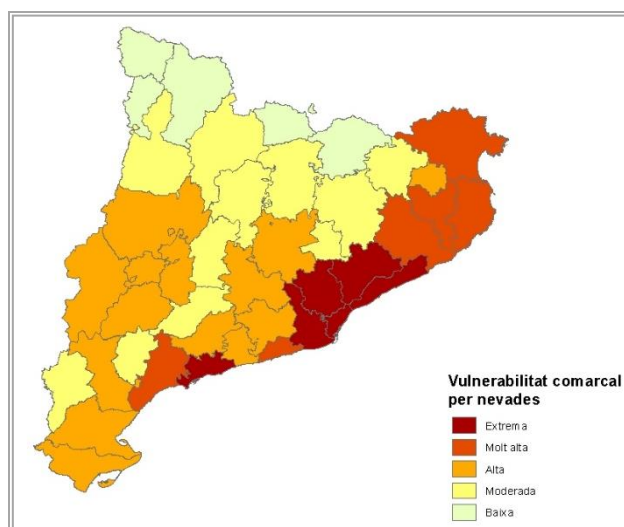 Vulnerabilitat comarcal
per nevades
Extrema
Molt alta
Alta
Moderada
Baixa